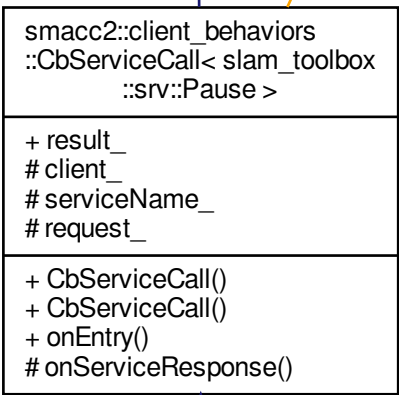 smacc2::client_behaviors
::CbServiceCall< slam_toolbox
::srv::Pause >
+ result_
# client_
# serviceName_
# request_
+ CbServiceCall()
+ CbServiceCall()
+ onEntry()
# onServiceResponse()